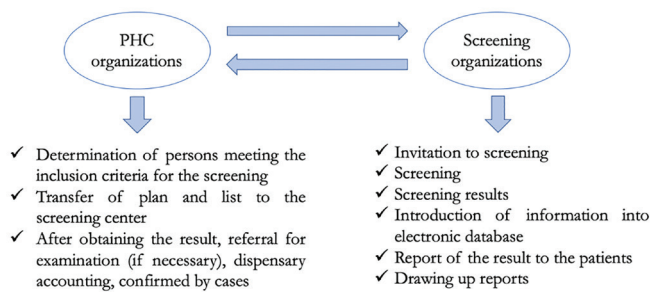 PHC
organizations
Screening
organizations
✓ Determination of persons meeting the
inclusion criteria for the screening
✓ Transfer of plan and list to the
screening center
✓ After obtaining the result, referral for
examination (if necessary), dispensary
accounting, confirmed by cases
✓ Invitation to screening
✓ Screening
✓ Screening results
✓ Introduction of information into
electronic database
✓ Report of the result to the patients
✓ Drawing up reports